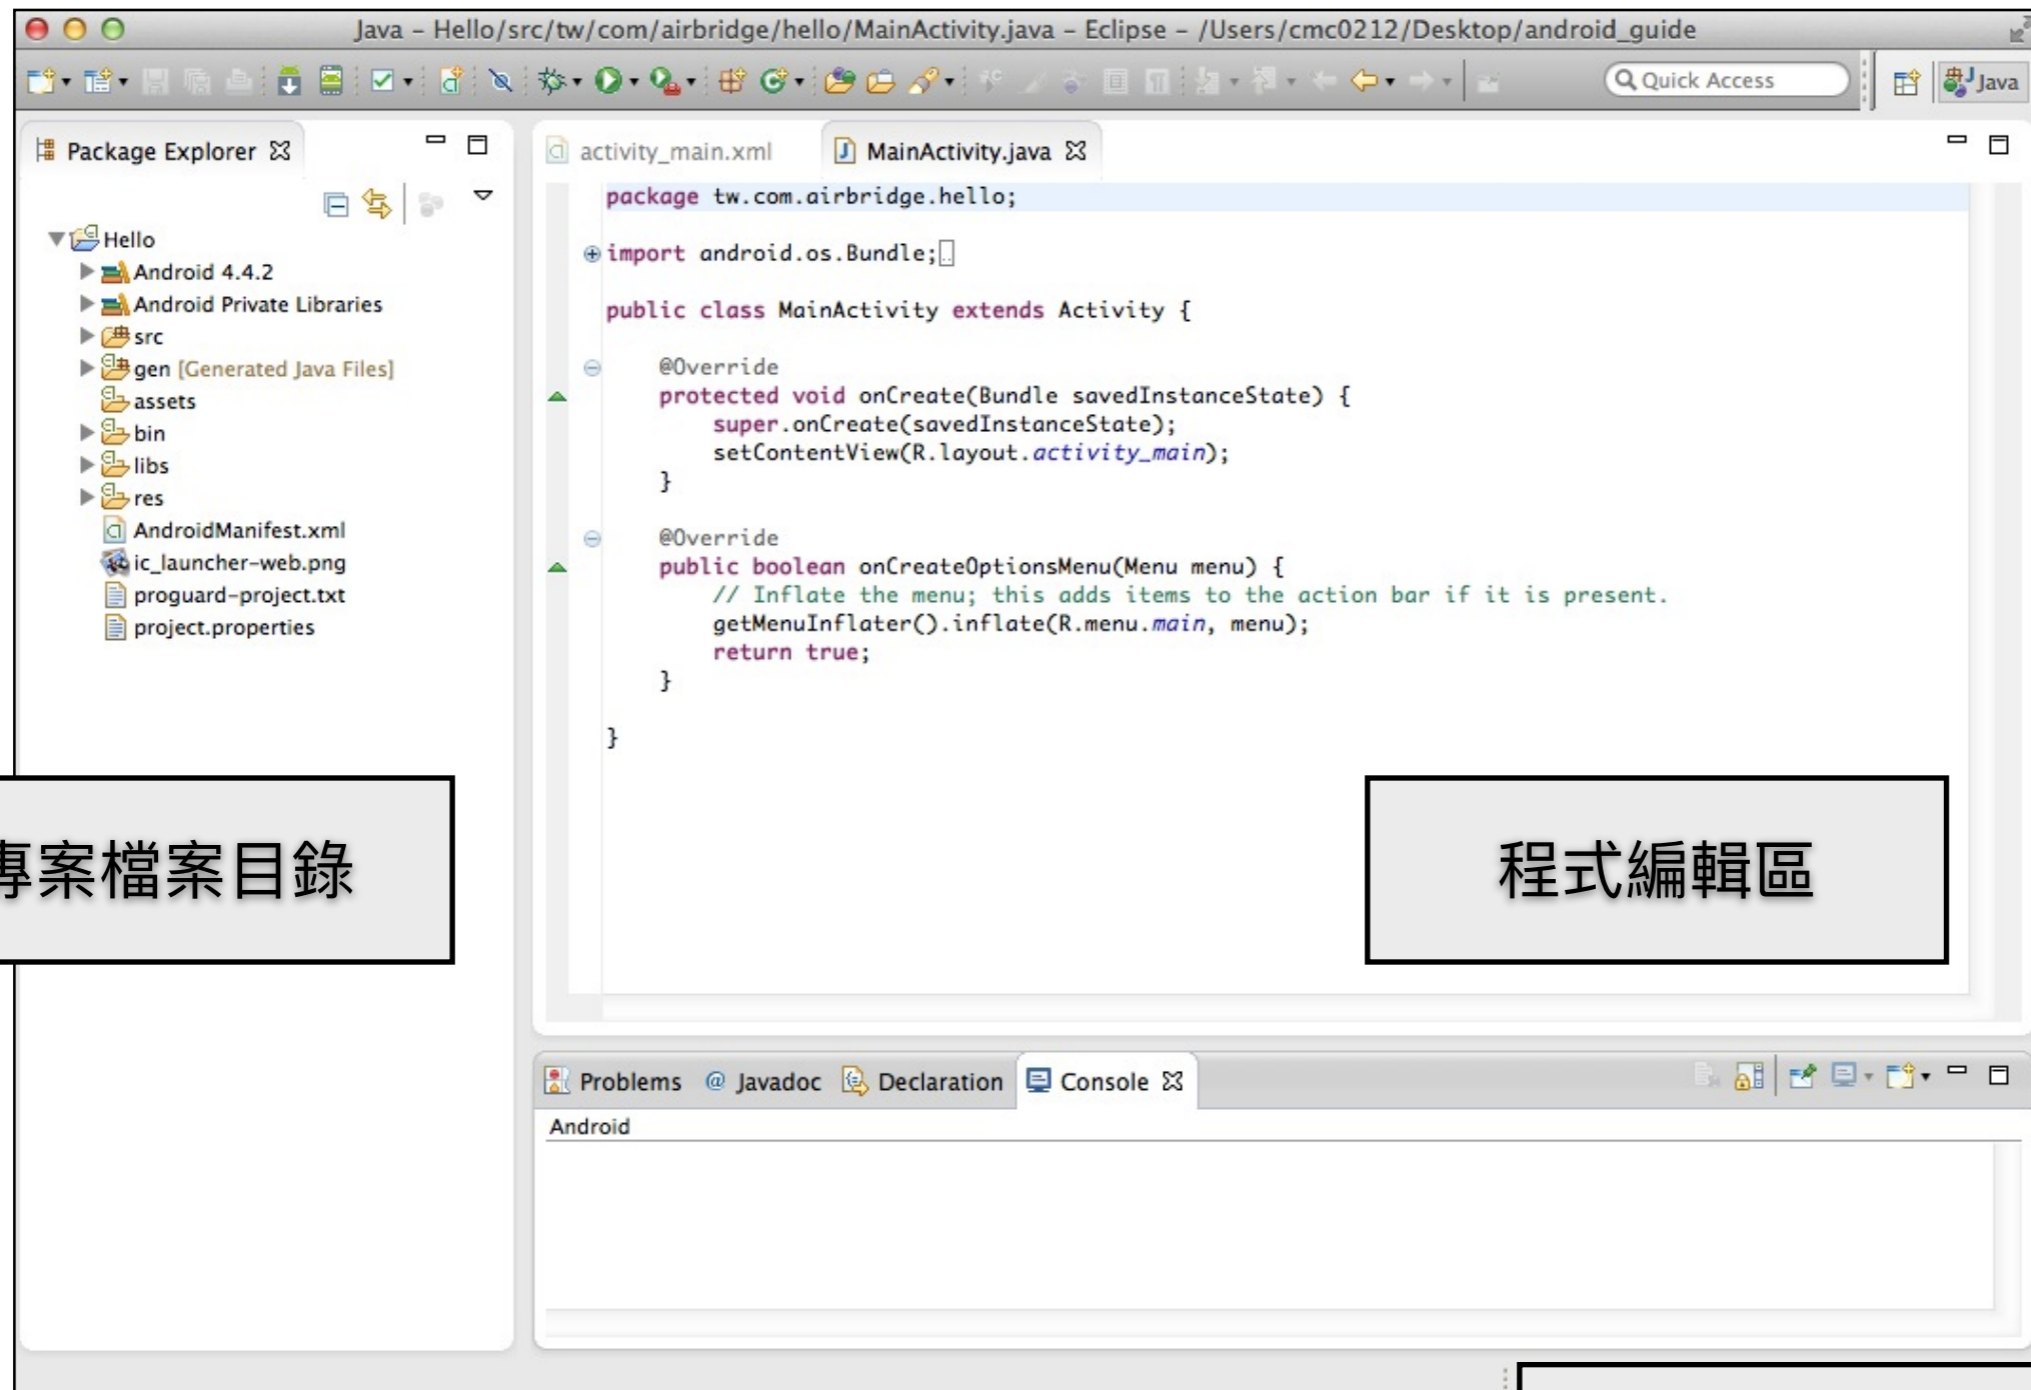 Java – Hello/src/tw/com/airbridge/hello/MainActivity.java – Eclipse – /Users/cmc0212/Desktop/android_guide
Quick Access
Java
Package Explorer
Hello
Android 4.4.2
Android Private Libraries
src
gen [Generated Java Files]
assets
bin
libs
res
AndroidManifest.xml
ic_launcher-web.png
proguard-project.txt
project.properties
專案檔案目錄
activity_main.xml MainActivity.java
package tw.com.airbridge.hello;
import android.os.Bundle;
public class MainActivity extends Activity {
@Override
protected void onCreate(Bundle savedInstanceState) {
super.onCreate(savedInstanceState);
setContentView(R.layout.activity_main);
}
@Override
public boolean onCreateOptionsMenu(Menu menu) {
// Inflate the menu; this adds items to the action bar if it is present.
getMenuInflater().inflate(R.menu.main, menu);
return true;
}
}
程式編輯區
Problems @ Javadoc Declaration Console
Android